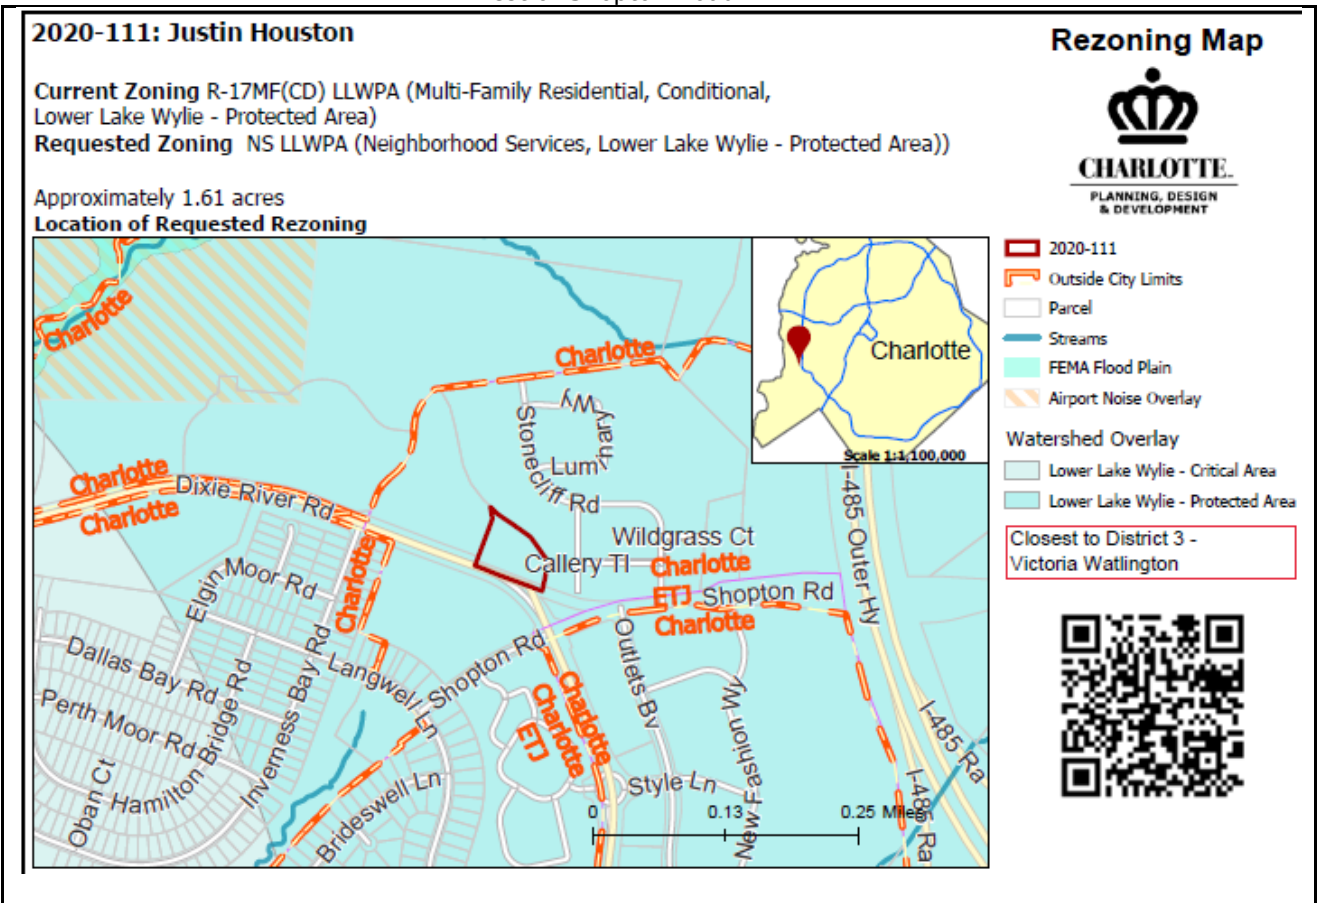 2020-111: Justin Houston
Current Zoning R-17MF(CD) LLWPA (Multi-Family Residential, Conditional,
Lower Lake Wylie - Protected Area)
Requested Zoning NS LLWPA (Neighborhood Services, Lower Lake Wylie - Protected Area))
Approximately 1.61 acres
Location of Requested Rezoning
Rezoning Map
CHARLOTTE
PLANNING, DESIGN
& DEVELOPMENT
2020-111
Outside City Limits
Parcel
Streams
FEMA Flood Plain
Airport Noise Overlay
Watershed Overlay
Lower Lake Wylie - Critical Area
Lower Lake Wylie - Protected Area
Closest to District 3 -
Victoria Watlington
Charlotte
Scale 1:1,100,000
Charlotte
Charlotte
Charlotte
Charlotte
Dixie River Rd
Charlotte
Stonecliff Rd
Lum
Wy
Wildgrass Ct
Callery Tl
Charlotte
ETJ
Charlotte
Shopton Rd
I-485 Outer Hy
Elgin
Moor Rd
Dallas Bay Rd
Perth Moor Rd
Oban Ct
Hamilton Bridge Rd
Inverness Bay Rd
Langwell Ln
Shopton Rd
Brideswell Ln
Charlotte
Charlotte
ETJ
Outlets Bv
Style Ln
New Fashion Wy
I-485 Ra
I-485 Ra
0
0.13
0.25 Miles